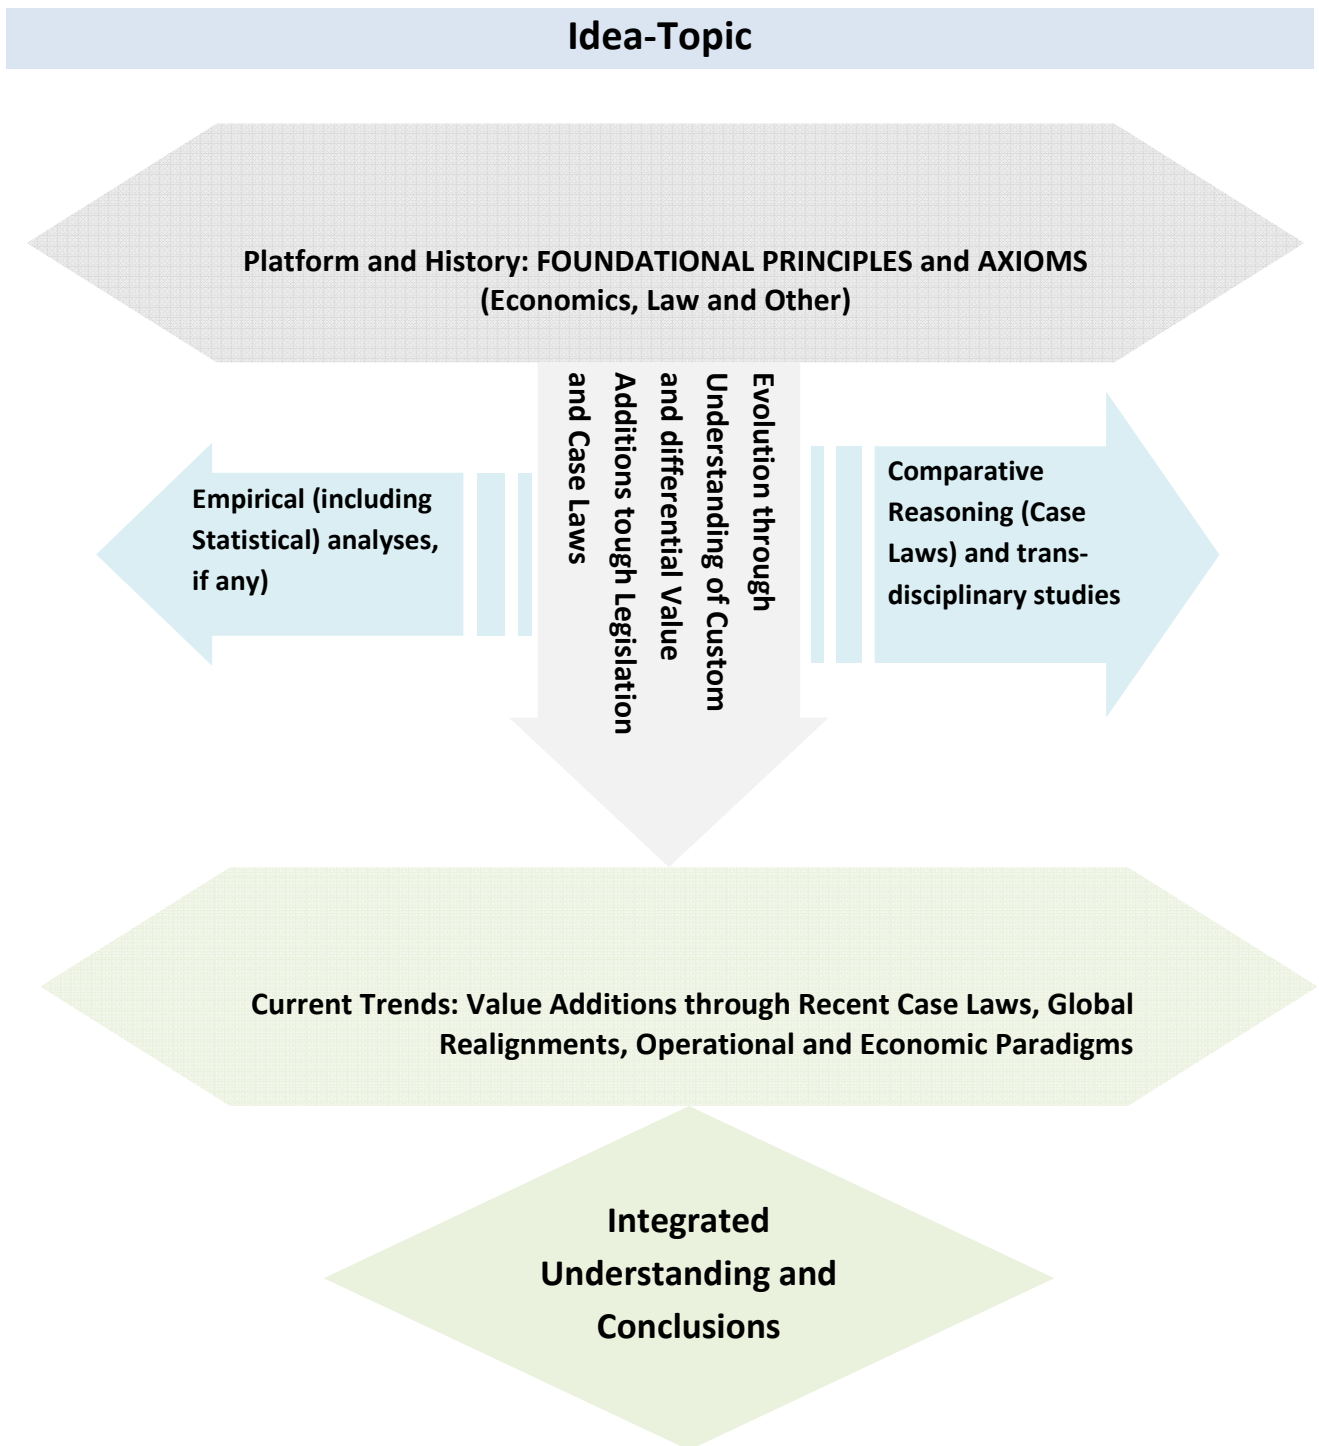 Idea-Topic
Platform and History: FOUNDATIONAL PRINCIPLES and AXIOMS
(Economics, Law and Other)
Evolution through
Understanding of Custom
and differential Value
Additions tough Legislation
and Case Laws
Empirical (including
Statistical) analyses,
if any)
Comparative
Reasoning (Case
Laws) and trans-
disciplinary studies
Current Trends: Value Additions through Recent Case Laws, Global
Realignments, Operational and Economic Paradigms
Integrated
Understanding and
Conclusions